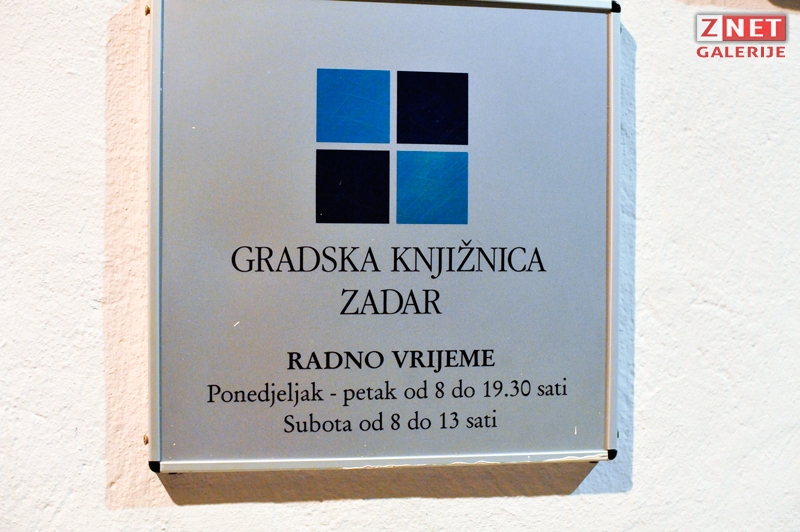 ZNET
GALERIJE
GRADSKA KNJIŽNICA
ZADAR
RADNO VRIJEME
Ponedjeljak - petak od 8 do 19.30 sati
Subota od 8 do 13 sati